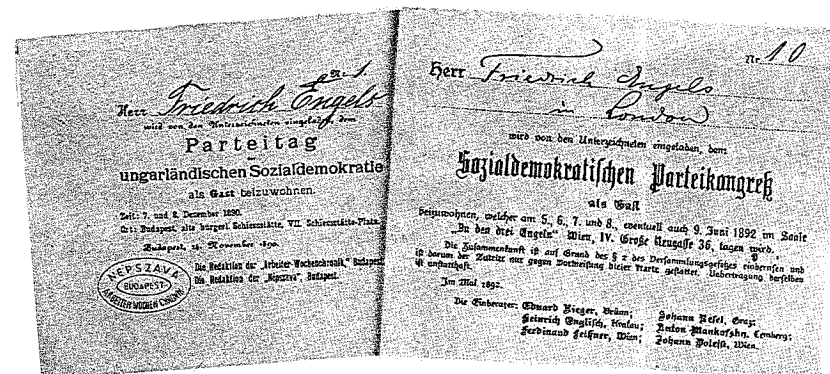 Nr. 1.
Herr Friedrich Engels
wird von den Unterzeichneten eingeladen, dem
Parteitag
der
ungarländischen Sozialdemokratie
als Gast beizuwohnen.
Zeit: 7. und 8. Dezember 1890.
Ort: Budapest, alte bürgerl. Schiesstätte, VII. Schiesstätte-Platz.
Budapest, 26. November 1890.
Die Redaktion der „Arbeiter-Wochenchronik,“ Budapest.
Die Redaktion der „Népszava“, Budapest.
NEPSZAVA
BUDAPEST
ARBEITER WOCHEN CHRONIK
Nr. 10
Herr Friedrich Engels
in London
wird von den Unterzeichneten eingeladen, dem
Sozialdemokratischen Parteikongreß
als Gast
beizuwohnen, welcher am 5., 6., 7. und 8., eventuell auch 9. Juni 1892 im Saale
„Zu den drei Engeln“ Wien, IV. Große Neugasse 36, tagen wird.
Die Zusammenkunft ist auf Grund des § 2 des Versammlungsgesetzes einberufen und
ist darum der Zutritt nur gegen Vorweisung dieser Karte gestattet. Uebertragung derselben
ist unstatthaft.
Im Mai 1892.
Die Einberufer: Eduard Rieger, Brünn; Johann Resel, Graz;
Heinrich Englisch, Krakau; Anton Mankofsky, Lemberg;
Ferdinand Leißner, Wien; Johann Poleiß, Wien.